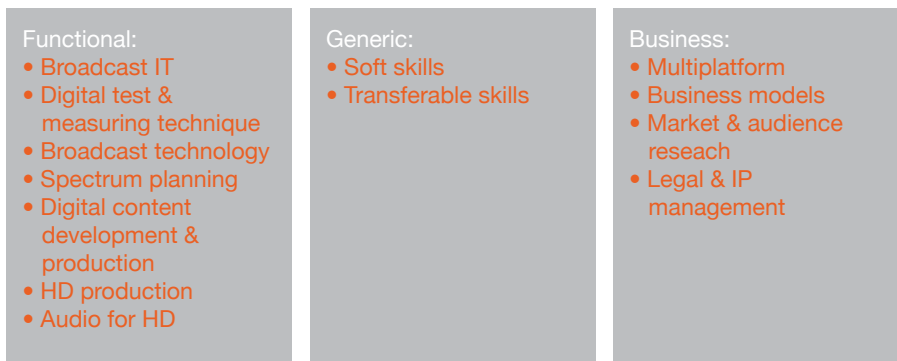 Functional:
• Broadcast IT
• Digital test &
measuring technique
• Broadcast technology
• Spectrum planning
• Digital content
development &
production
• HD production
• Audio for HD
Generic:
• Soft skills
• Transferable skills
Business:
• Multiplatform
• Business models
• Market & audience
reseach
• Legal & IP
management